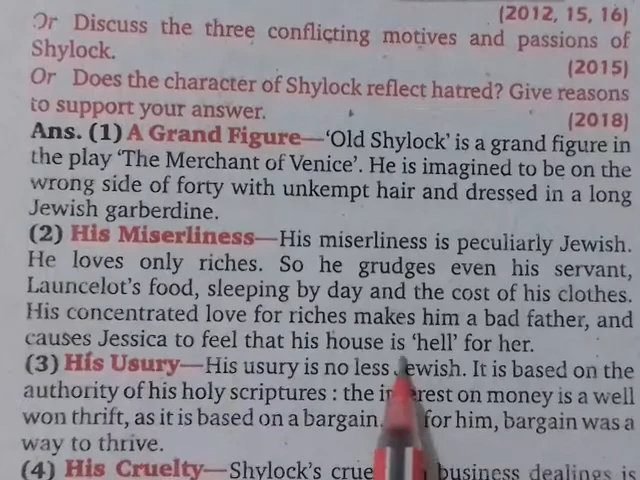 (2012, 15, 16)
Or Discuss the three conflicting motives and passions of
Shylock.
(2015)
Or Does the character of Shylock reflect hatred? Give reasons
to support your answer.
(2018)
Ans. (1) A Grand Figure—'Old Shylock' is a grand figure in
the play 'The Merchant of Venice'. He is imagined to be on the
wrong side of forty with unkempt hair and dressed in a long
Jewish garberdine.
(2) His Miserliness—His miserliness is peculiarly Jewish.
He loves only riches. So he grudges even his servant,
Launcelot's food, sleeping by day and the cost of his clothes.
His concentrated love for riches makes him a bad father, and
causes Jessica to feel that his house is 'hell' for her.
(3) His Usury—His usury is no less Jewish. It is based on the
authority of his holy scriptures : the interest on money is a well
won thrift, as it is based on a bargain. for him, bargain was a
way to thrive.
(4) His Cruelty—Shylock's business dealings is